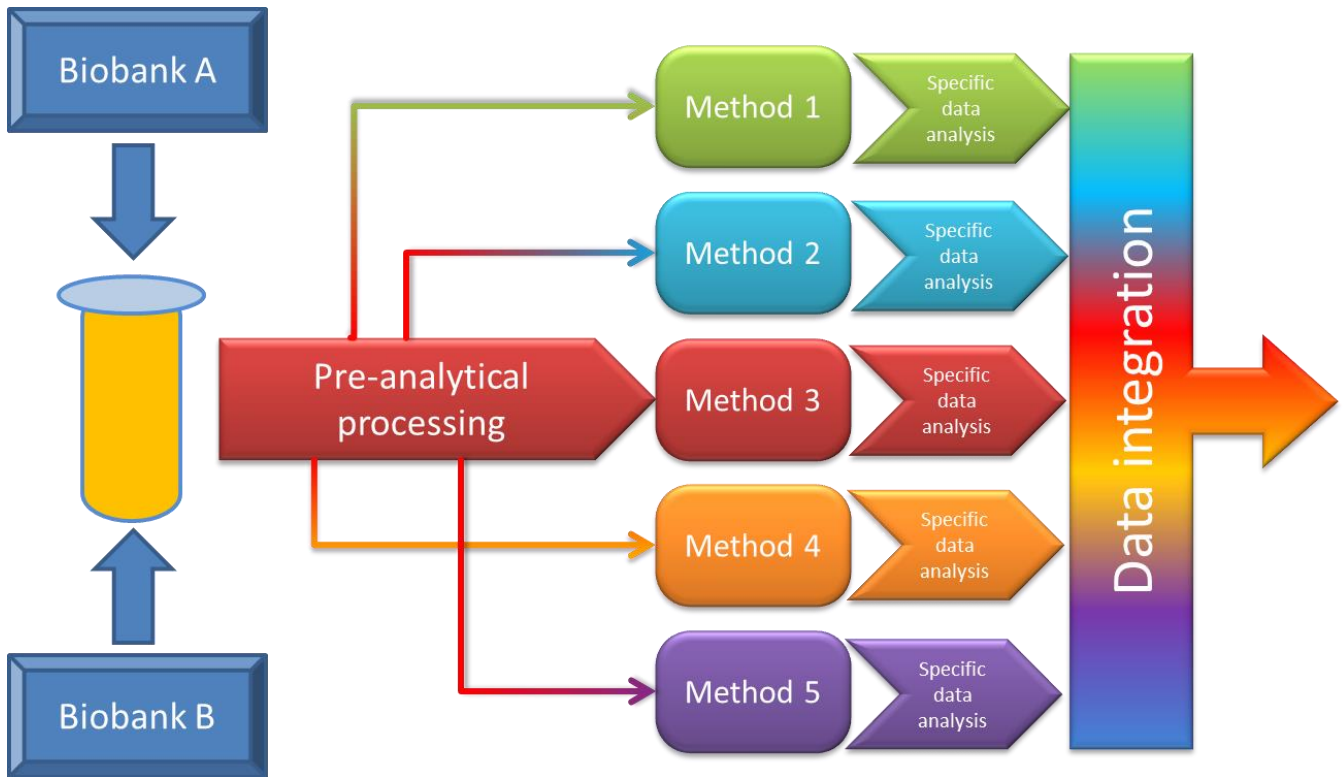 Biobank A
Biobank B
Pre-analytical
processing
Method 1
Specific
data
analysis
Method 2
Specific
data
analysis
Method 3
Specific
data
analysis
Method 4
Specific
data
analysis
Method 5
Specific
data
analysis
Data integration